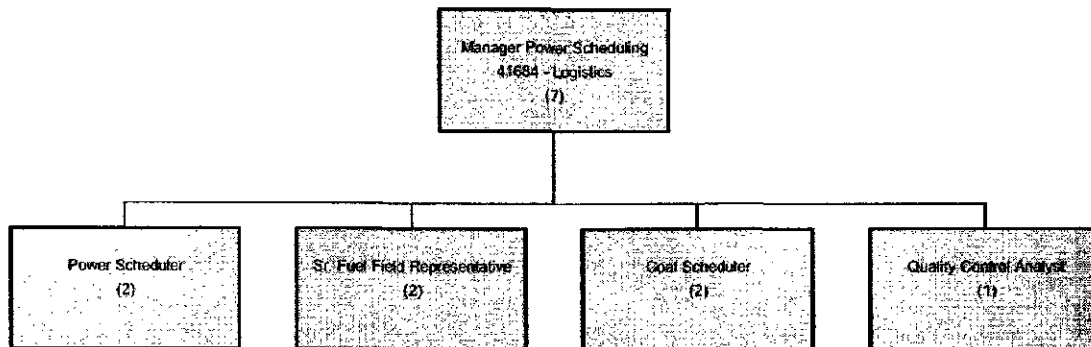 Manager Power Scheduling
41684 - Logistics
(7)
Power Scheduler
(2)
Sr. Fuel Field Representative
(2)
Coal Scheduler
(2)
Quality Control Analyst
(1)